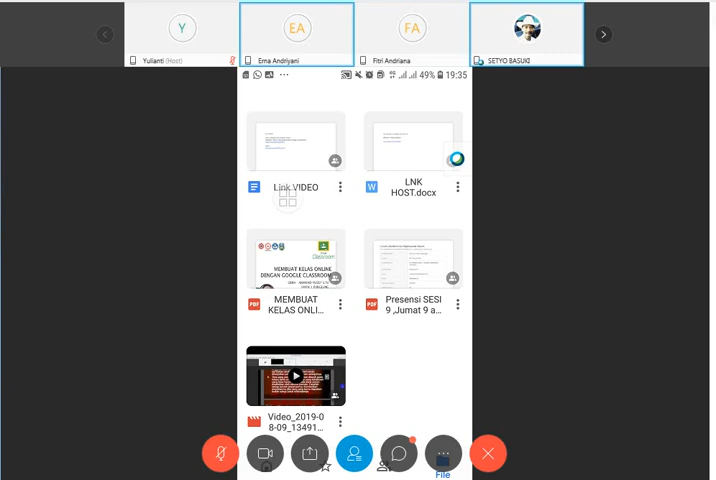 Y
EA
FA
Yulianti (Host)
Erna Andriyani
Fitri Andriana
SETYO BASUKI
49% 19:35
Link VIDEO
W
LNK
HOST.docx
Classroom
MEMBUAT KELAS ONLINE
DENGAN GOOGLE CLASSROOM
PDF
MEMBUAT
KELAS ONLI...
PDF
Presensi SESI
9 ,Jumat 9 a...
Video_2019-0
8-09_13491...
File